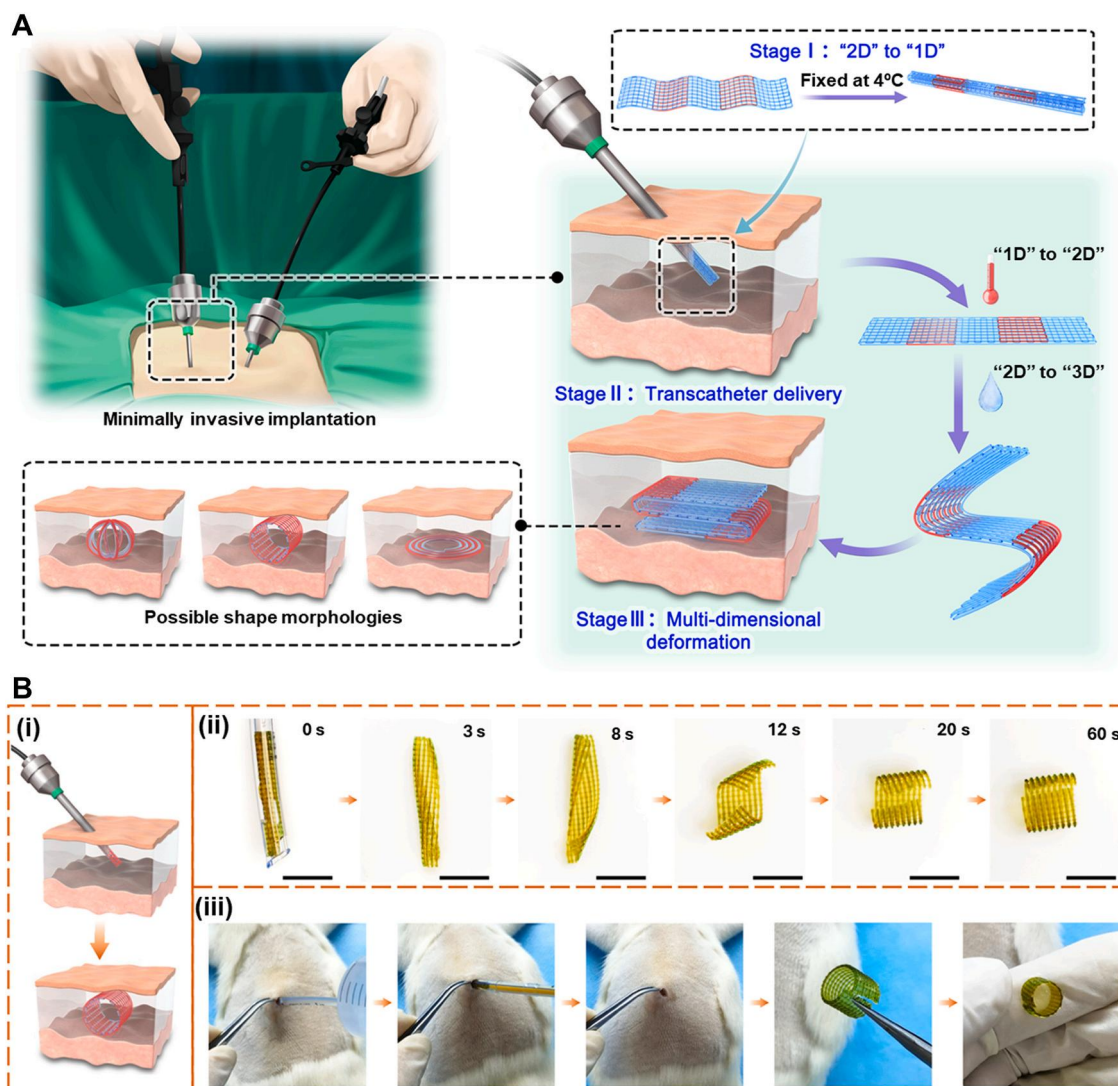 A
Stage Ⅰ: “2D” to “1D”
Fixed at 4℃
“1D” to “2D”
“2D” to “3D”
Stage Ⅱ: Transcatheter delivery
Minimally invasive implantation
Possible shape morphologies
Stage Ⅲ: Multi-dimensional
deformation
B
(i)
(ii)
0 s
3 s
8 s
12 s
20 s
60 s
(iii)